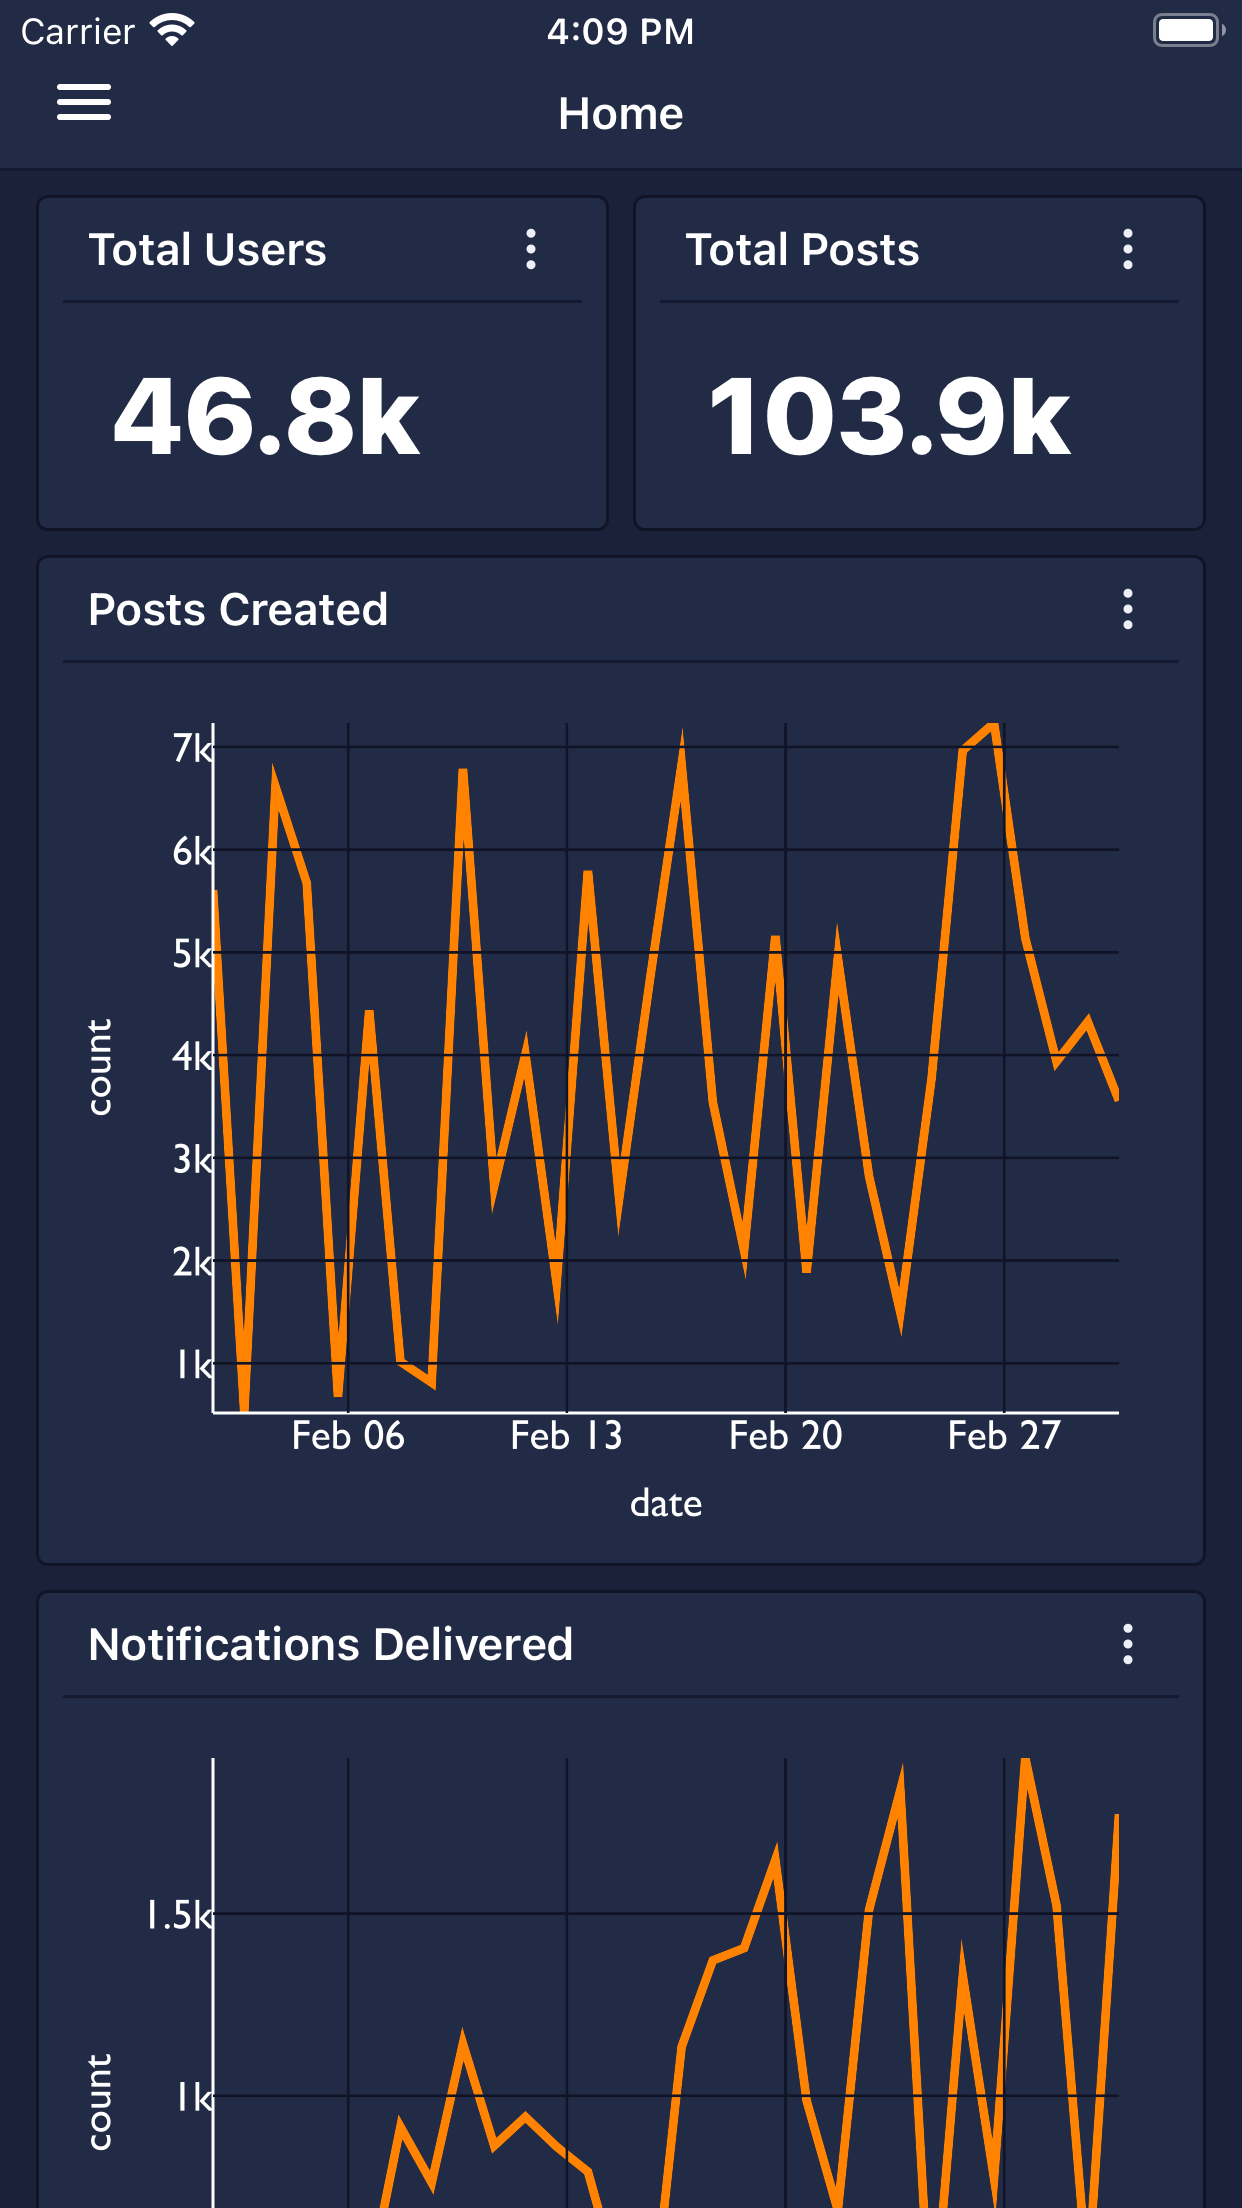 Carrier 4:09 PM
Home
Total Users
Total Posts
46.8k
103.9k
Posts Created
7k
6k
5k
4k
3k
2k
1k
count
Feb 06 Feb 13 Feb 20 Feb 27
date
Notifications Delivered
1.5k
1k
count